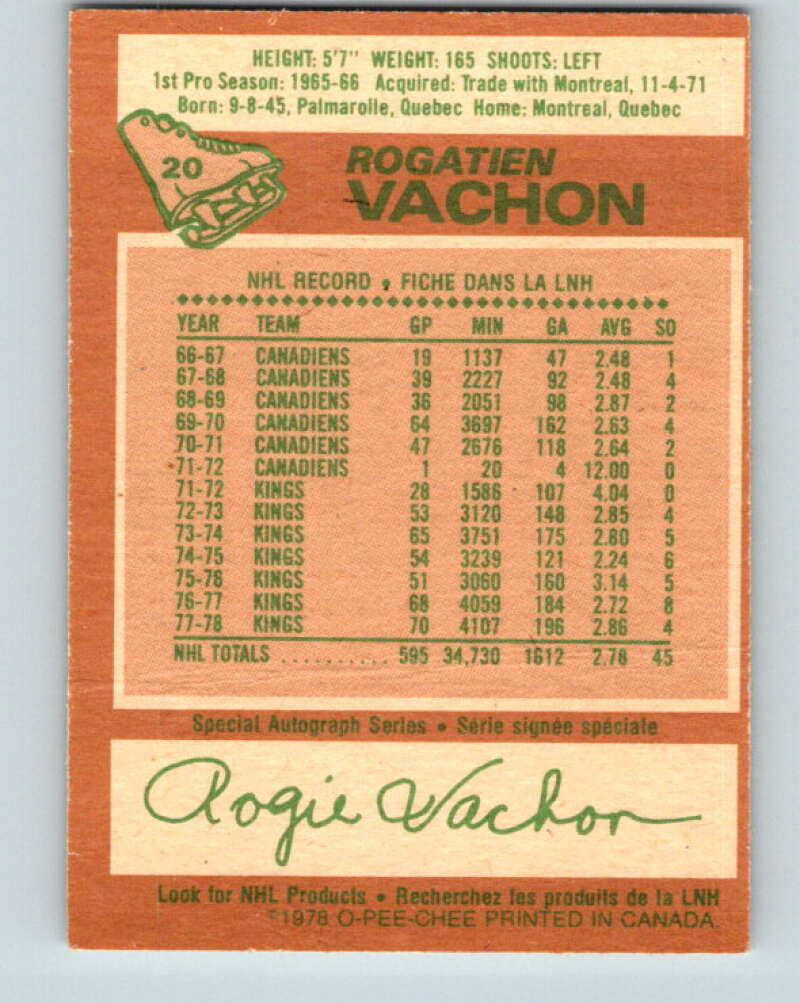 HEIGHT: 5'7" WEIGHT: 165 SHOOTS: LEFT
1st Pro Season: 1965-66 Acquired: Trade with Montreal, 11-4-71
Born: 9-8-45, Palmarolle, Quebec Home: Montreal, Quebec
20
ROGATIEN
VACHON
NHL RECORD • FICHE DANS LA LNH
YEAR TEAM GP MIN GA AVG SO
66-67 CANADIENS 19 1137 47 2.48 1
67-68 CANADIENS 39 2227 92 2.48 4
68-69 CANADIENS 36 2051 98 2.87 2
69-70 CANADIENS 64 3697 162 2.63 4
70-71 CANADIENS 47 2676 118 2.64 2
71-72 CANADIENS 1 20 4 12.00 0
71-72 KINGS 28 1586 107 4.04 0
72-73 KINGS 53 3120 148 2.85 4
73-74 KINGS 65 3751 175 2.80 5
74-75 KINGS 54 3239 121 2.24 6
75-76 KINGS 51 3060 160 3.14 5
76-77 KINGS 68 4059 184 2.72 8
77-78 KINGS 70 4107 196 2.86 4
NHL TOTALS .......... 595 34,730 1612 2.78 45
Special Autograph Series • Série signée spéciale
Rogie Vachon
Look for NHL Products • Recherchez les produits de la LNH
©1978 O-PEE-CHEE PRINTED IN CANADA.